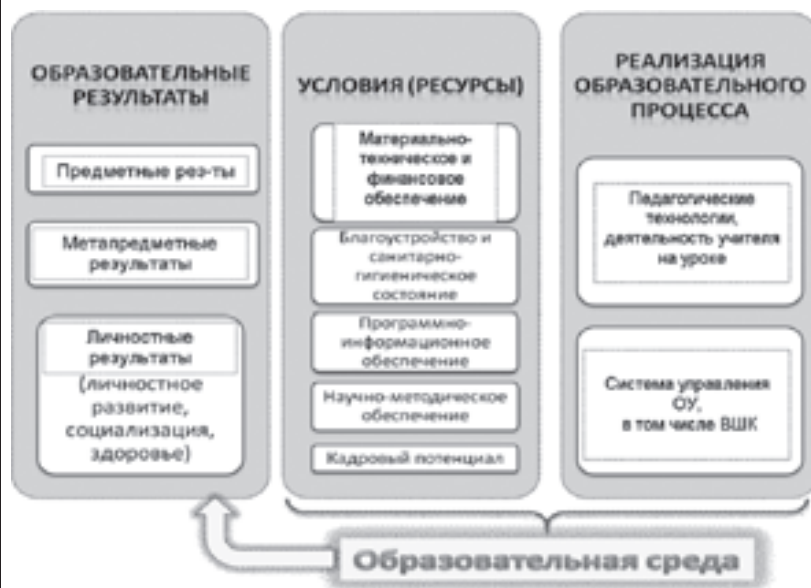 ОБРАЗОВАТЕЛЬНЫЕ
РЕЗУЛЬТАТЫ
Предметные рез-ты
Метапредметные
результаты
Личностные
результаты
(личностное
развитие,
социализация,
здоровье)
УСЛОВИЯ (РЕСУРСЫ)
Материально-
техническое и
финансовое
обеспечение
Благоустройство и
санитарно-
гигиеническое
состояние
Программно-
информационное
обеспечение
Научно-методическое
обеспечение
Кадровый потенциал
РЕАЛИЗАЦИЯ
ОБРАЗОВАТЕЛЬНОГО
ПРОЦЕССА
Педагогические
технологии,
деятельность учителя
на уроке
Система управления
ОУ,
в том числе ВШК
Образовательная среда